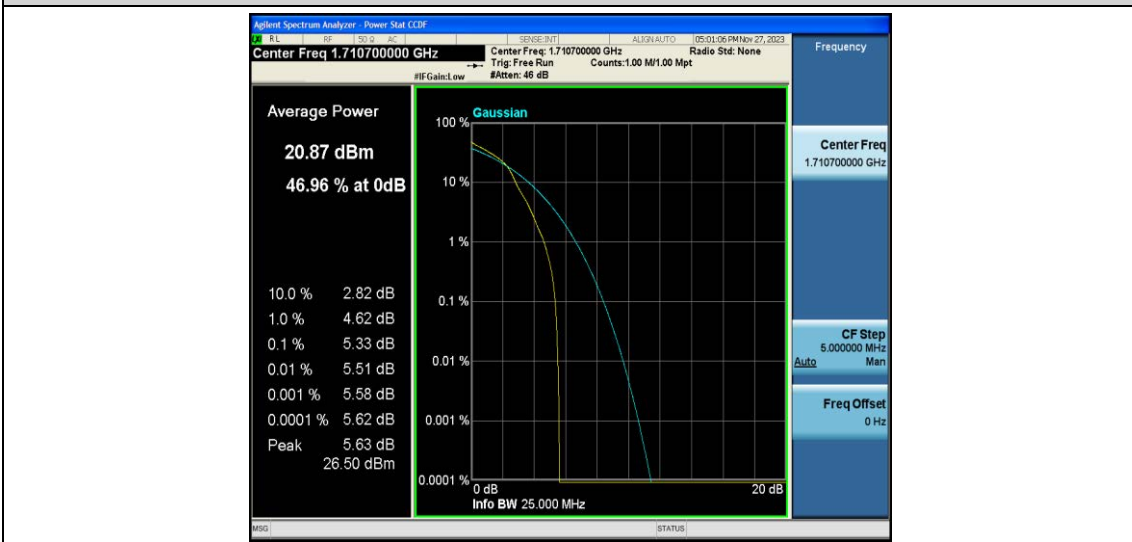 Agilent Spectrum Analyzer - Power Stat CCDF
RL RF 50 Ω AC SENSE:INT ALIGN AUTO 05:01:06 PM Nov 27, 2023
Center Freq 1.710700000 GHz
Center Freq: 1.710700000 GHz Radio Std: None
Trig: Free Run Counts:1.00 M/1.00 Mpt
#IFGain:Low #Atten: 46 dB
Frequency
Average Power
20.87 dBm
46.96 % at 0dB
10.0 % 2.82 dB
1.0 % 4.62 dB
0.1 % 5.33 dB
0.01 % 5.51 dB
0.001 % 5.58 dB
0.0001 % 5.62 dB
Peak 5.63 dB
26.50 dBm
Gaussian
100 %
10 %
1 %
0.1 %
0.01 %
0.001 %
0.0001 %
0 dB 20 dB
Info BW 25.000 MHz
Center Freq
1.710700000 GHz
CF Step
5.000000 MHz
Auto Man
Freq Offset
0 Hz
MSG STATUS